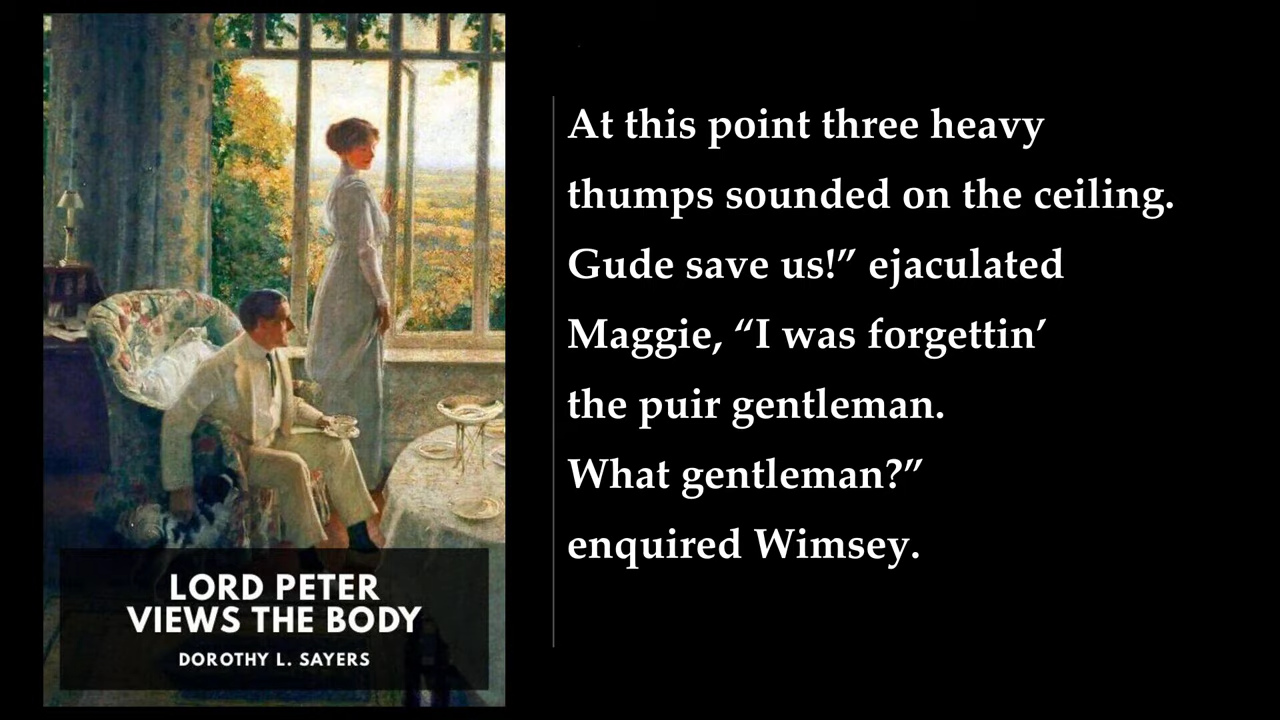 At this point three heavy
thumps sounded on the ceiling.
Gude save us!” ejaculated
Maggie, “I was forgettin’
the puir gentleman.
What gentleman?”
enquired Wimsey.
LORD PETER
VIEWS THE BODY
DOROTHY L. SAYERS